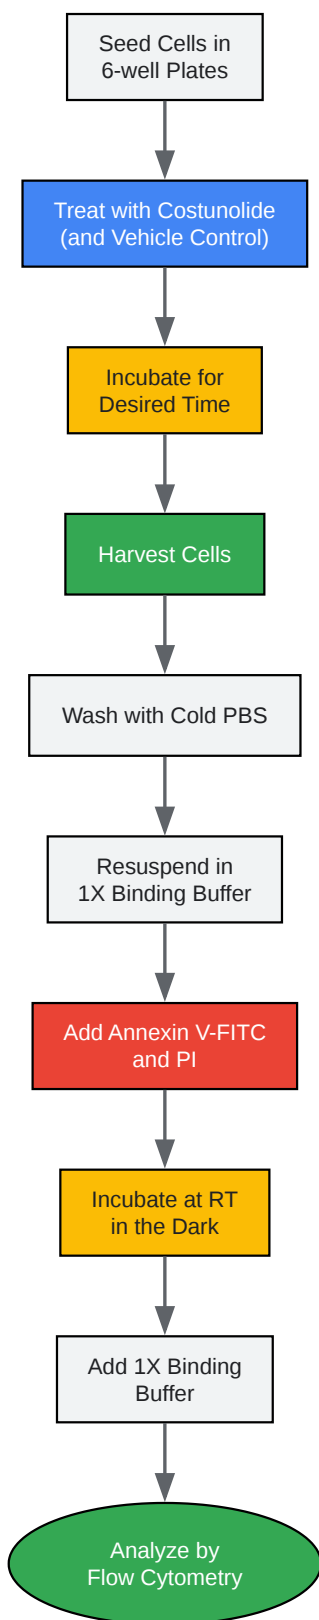 Seed Cells in
6-well Plates
Treat with Costunolide
(and Vehicle Control)
Incubate for
Desired Time
Harvest Cells
Wash with Cold PBS
Resuspend in
1X Binding Buffer
Add Annexin V-FITC
and PI
Incubate at RT
in the Dark
Add 1X Binding
Buffer
Analyze by
Flow Cytometry